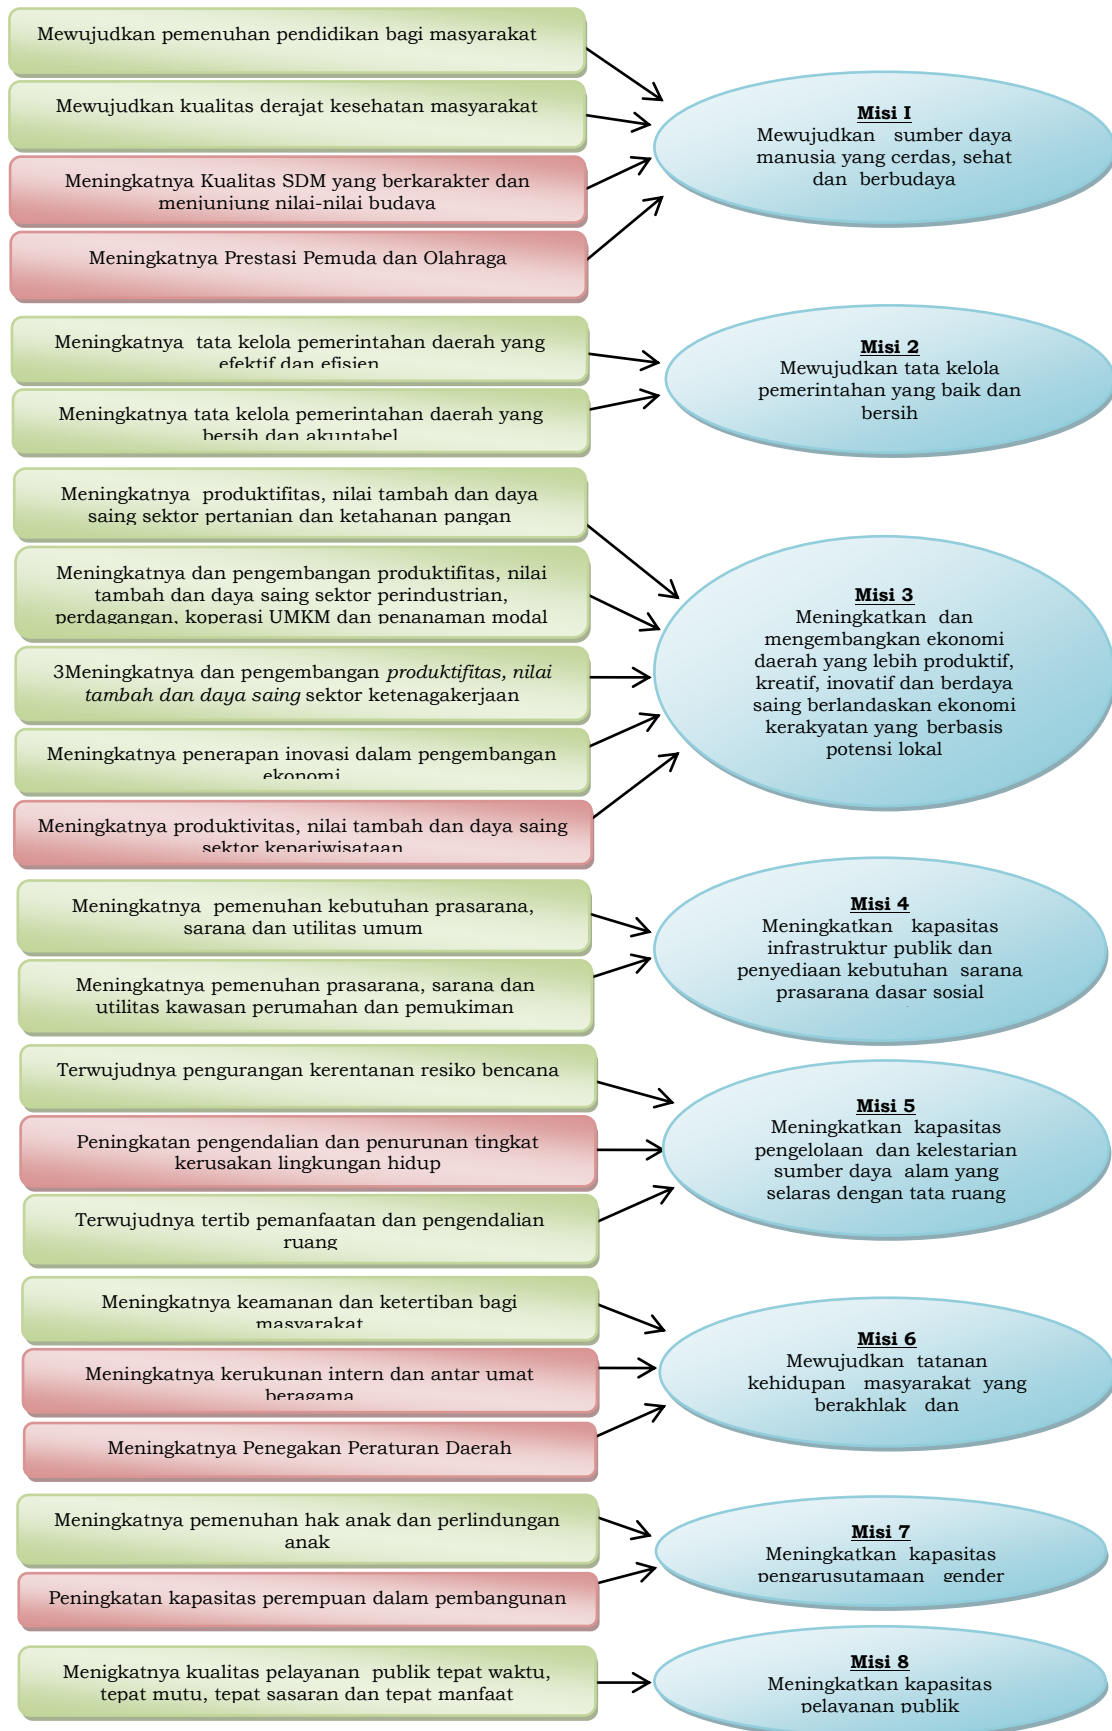 Mewujudkan pemenuhan pendidikan bagi masyarakat
Mewujudkan kualitas derajat kesehatan masyarakat
Meningkatnya Kualitas SDM yang berkarakter dan
menjunjung nilai-nilai budaya
Meningkatnya Prestasi Pemuda dan Olahraga
Misi I
Mewujudkan sumber daya
manusia yang cerdas, sehat
dan berbudaya
Meningkatnya tata kelola pemerintahan daerah yang
efektif dan efisien
Meningkatnya tata kelola pemerintahan daerah yang
bersih dan akuntabel
Misi 2
Mewujudkan tata kelola
pemerintahan yang baik dan
bersih
Meningkatnya produktifitas, nilai tambah dan daya
saing sektor pertanian dan ketahanan pangan
Meningkatnya dan pengembangan produktifitas, nilai
tambah dan daya saing sektor perindustrian,
perdagangan, koperasi UMKM dan penanaman modal
3Meningkatnya dan pengembangan produktifitas, nilai
tambah dan daya saing sektor ketenagakerjaan
Meningkatnya penerapan inovasi dalam pengembangan
ekonomi
Meningkatnya produktivitas, nilai tambah dan daya saing
sektor kepariwisataan
Misi 3
Meningkatkan dan
mengembangkan ekonomi
daerah yang lebih produktif,
kreatif, inovatif dan berdaya
saing berlandaskan ekonomi
kerakyatan yang berbasis
potensi lokal
Meningkatnya pemenuhan kebutuhan prasarana,
sarana dan utilitas umum
Meningkatnya pemenuhan prasarana, sarana dan
utilitas kawasan perumahan dan pemukiman
Misi 4
Meningkatkan kapasitas
infrastruktur publik dan
penyediaan kebutuhan sarana
prasarana dasar sosial
Terwujudnya pengurangan kerentanan resiko bencana
Peningkatan pengendalian dan penurunan tingkat
kerusakan lingkungan hidup
Terwujudnya tertib pemanfaatan dan pengendalian
ruang
Misi 5
Meningkatkan kapasitas
pengelolaan dan kelestarian
sumber daya alam yang
selaras dengan tata ruang
Meningkatnya keamanan dan ketertiban bagi
masyarakat
Meningkatnya kerukunan intern dan antar umat
beragama
Meningkatnya Penegakan Peraturan Daerah
Misi 6
Mewujudkan tatanan
kehidupan masyarakat yang
berakhlak dan
Meningkatnya pemenuhan hak anak dan perlindungan
anak
Peningkatan kapasitas perempuan dalam pembangunan
Misi 7
Meningkatkan kapasitas
pengarusutamaan gender
Menigkatnya kualitas pelayanan publik tepat waktu,
tepat mutu, tepat sasaran dan tepat manfaat
Misi 8
Meningkatkan kapasitas
pelayanan publik